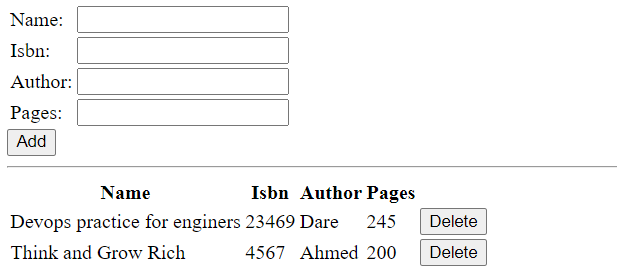 Name:
Isbn:
Author:
Pages:
Add
Name Isbn Author Pages
Devops practice for enginers 23469 Dare 245 Delete
Think and Grow Rich 4567 Ahmed 200 Delete